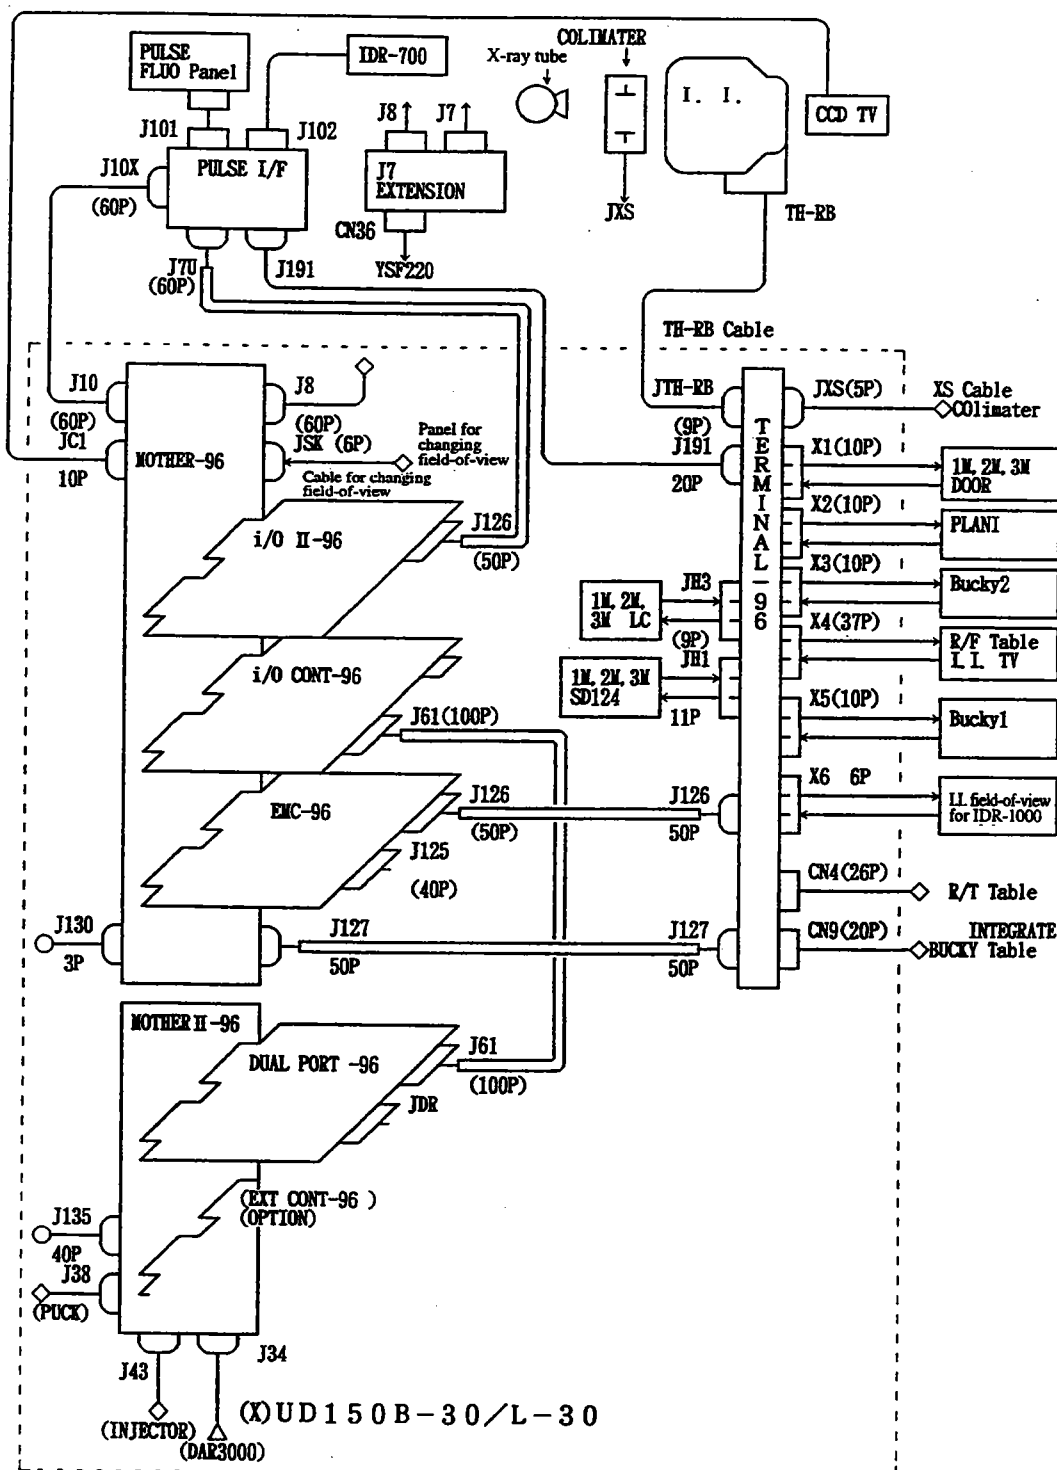 COLIMATER
X-ray tube
PULSE
FLUO Panel
IDR-700
I. I.
CCD TV
J101
J102
J8
J7
J10X
(60P)
PULSE I/F
J7
EXTENSION
JXS
TH-RB
CN36
YSF220
J7U
(60P)
J191
TH-RB Cable
J10
(60P)
JC1
10P
MOTHER-96
J8
(60P)
JSK (6P)
Panel for
changing
field-of-view
Cable for changing
field-of-view
i/O II-96
J126
(50P)
i/O CONT-96
J61(100P)
EMC-96
J126
(50P)
J125
(40P)
J130
3P
J127
50P
JTH-RB
(9P)
J191
20P
TERMINAL-96
JXS(5P)
XS Cable
COlimater
X1(10P)
1M, 2M, 3M
DOOR
X2(10P)
PLANI
X3(10P)
Bucky2
JH3
(9P)
1M, 2M,
3M LC
X4(37P)
R/F Table
I. I. TV
JH1
11P
1M, 2M, 3M
SD124
X5(10P)
Bucky1
X6 6P
I.I. field-of-view
for IDR-1000
J126
50P
CN4(26P)
R/T Table
J127
50P
CN9(20P)
INTEGRATE
BUCKY Table
MOTHER II-96
DUAL PORT -96
J61
(100P)
JDR
(EXT CONT-96 )
(OPTION)
J135
40P
J38
(PUCK)
J43
J34
(INJECTOR)
(DAR3000)
(X)UD150B-30/L-30